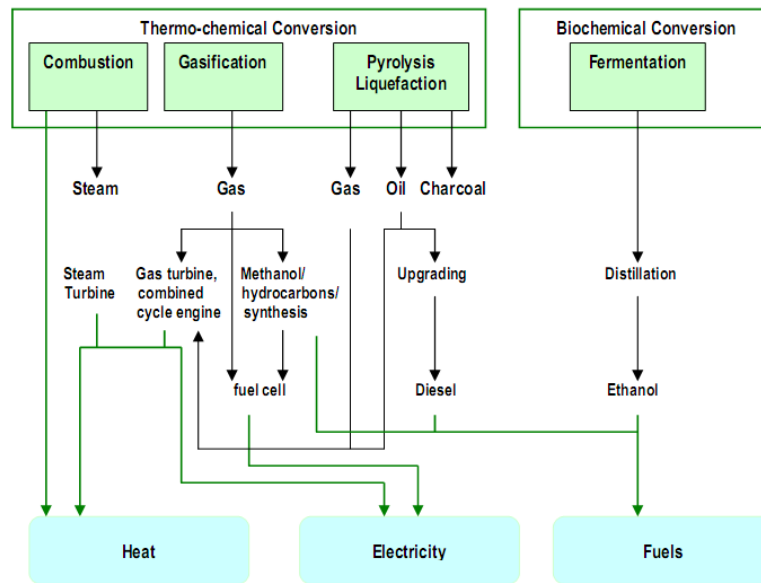 Thermo-chemical Conversion
Biochemical Conversion
Combustion
Gasification
Pyrolysis
Liquefaction
Fermentation
Steam
Gas
Gas
Oil
Charcoal
Steam
Turbine
Gas turbine,
combined
cycle engine
Methanol/
hydrocarbons/
synthesis
Upgrading
Distillation
fuel cell
Diesel
Ethanol
Heat
Electricity
Fuels